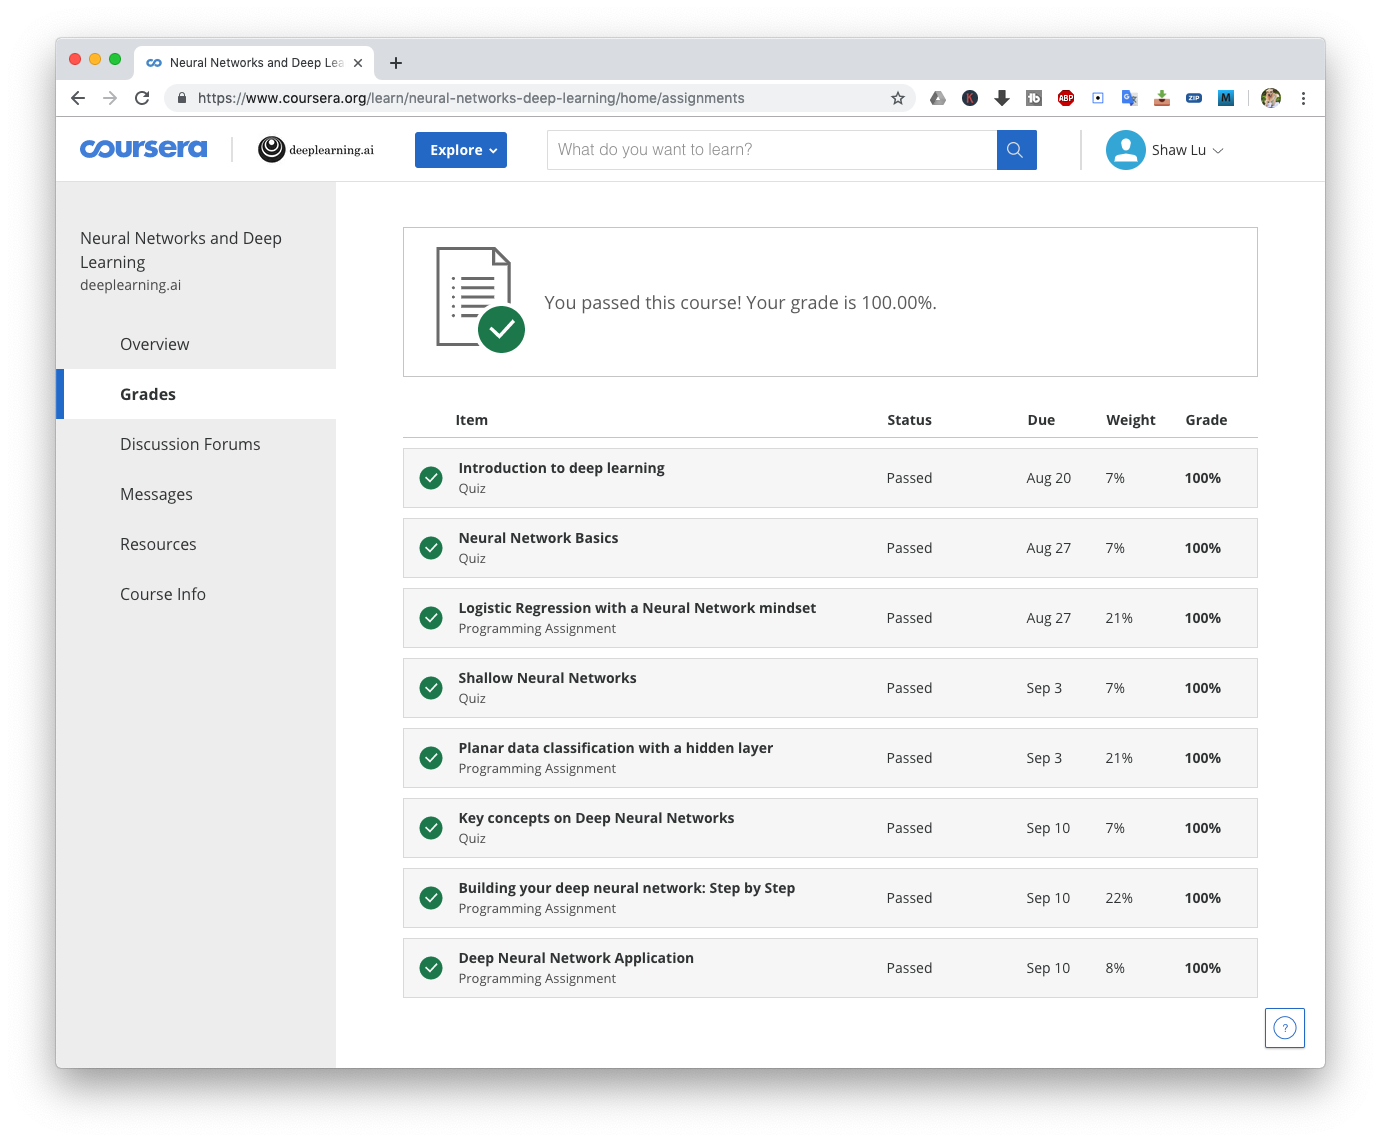 Neural Networks and Deep Lea
https://www.coursera.org/learn/neural-networks-deep-learning/home/assignments
K
1b
ABP
G
ZIP
M
coursera
deeplearning.ai
Explore
What do you want to learn?
Shaw Lu
Neural Networks and Deep
Learning
deeplearning.ai
Overview
Grades
Discussion Forums
Messages
Resources
Course Info
You passed this course! Your grade is 100.00%.
Item Status Due Weight Grade
Introduction to deep learning
Quiz
Passed Aug 20 7% 100%
Neural Network Basics
Quiz
Passed Aug 27 7% 100%
Logistic Regression with a Neural Network mindset
Programming Assignment
Passed Aug 27 21% 100%
Shallow Neural Networks
Quiz
Passed Sep 3 7% 100%
Planar data classification with a hidden layer
Programming Assignment
Passed Sep 3 21% 100%
Key concepts on Deep Neural Networks
Quiz
Passed Sep 10 7% 100%
Building your deep neural network: Step by Step
Programming Assignment
Passed Sep 10 22% 100%
Deep Neural Network Application
Programming Assignment
Passed Sep 10 8% 100%
?